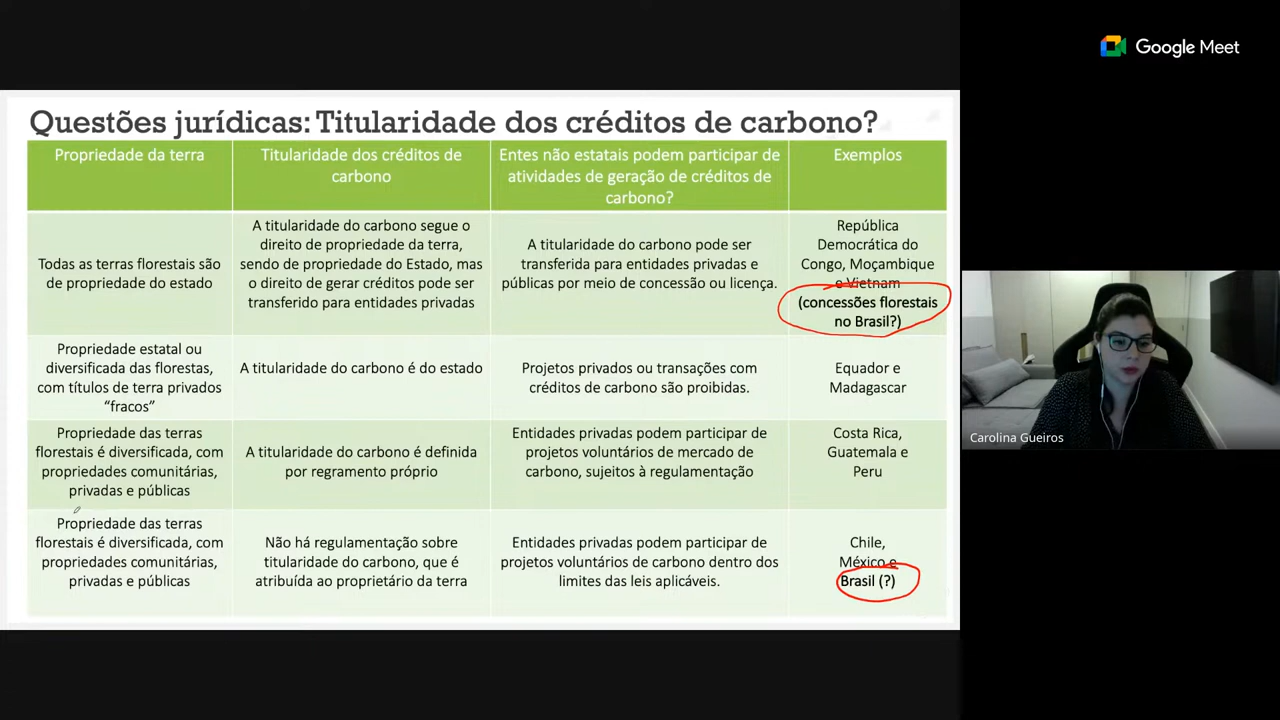 Google Meet
Questões jurídicas: Titularidade dos créditos de carbono?
Propriedade da terra
Titularidade dos créditos de
carbono
Entes não estatais podem participar de
atividades de geração de créditos de
carbono?
Exemplos
Todas as terras florestais são
de propriedade do estado
A titularidade do carbono segue o
direito de propriedade da terra,
sendo de propriedade do Estado, mas
o direito de gerar créditos pode ser
transferido para entidades privadas
A titularidade do carbono pode ser
transferida para entidades privadas e
públicas por meio de concessão ou licença.
República
Democrática do
Congo, Moçambique
e Vietnam
(concessões florestais
no Brasil?)
Propriedade estatal ou
diversificada das florestas,
com títulos de terra privados
“fracos”
A titularidade do carbono é do estado
Projetos privados ou transações com
créditos de carbono são proibidas.
Equador e
Madagascar
Propriedade das terras
florestais é diversificada, com
propriedades comunitárias,
privadas e públicas
A titularidade do carbono é definida
por regramento próprio
Entidades privadas podem participar de
projetos voluntários de mercado de
carbono, sujeitos à regulamentação
Costa Rica,
Guatemala e
Peru
Propriedade das terras
florestais é diversificada, com
propriedades comunitárias,
privadas e públicas
Não há regulamentação sobre
titularidade do carbono, que é
atribuída ao proprietário da terra
Entidades privadas podem participar de
projetos voluntários de carbono dentro dos
limites das leis aplicáveis.
Chile,
México e
Brasil (?)
Carolina Gueiros